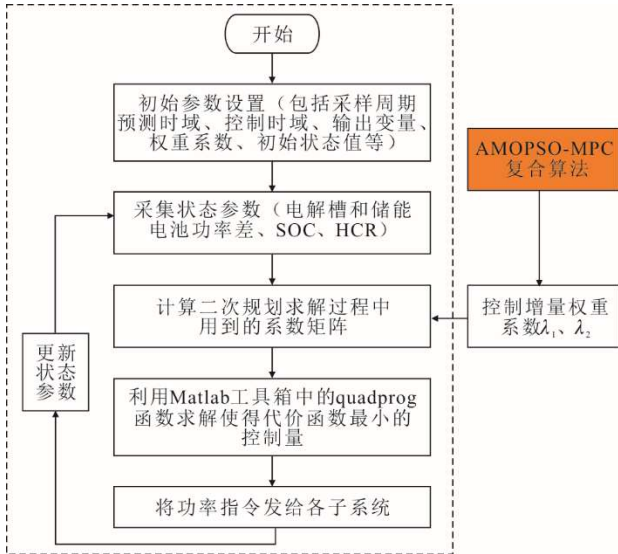 开始
初始参数设置（包括采样周期
预测时域、控制时域、输出变量、
权重系数、初始状态值等）
采集状态参数（电解槽和储能
电池功率差、SOC、HCR）
计算二次规划求解过程中
用到的系数矩阵
利用Matlab工具箱中的quadprog
函数求解使得代价函数最小的
控制量
将功率指令发给各子系统
更新
状态
参数
AMOPSO-MPC
复合算法
控制增量权重
系数λ₁、λ₂